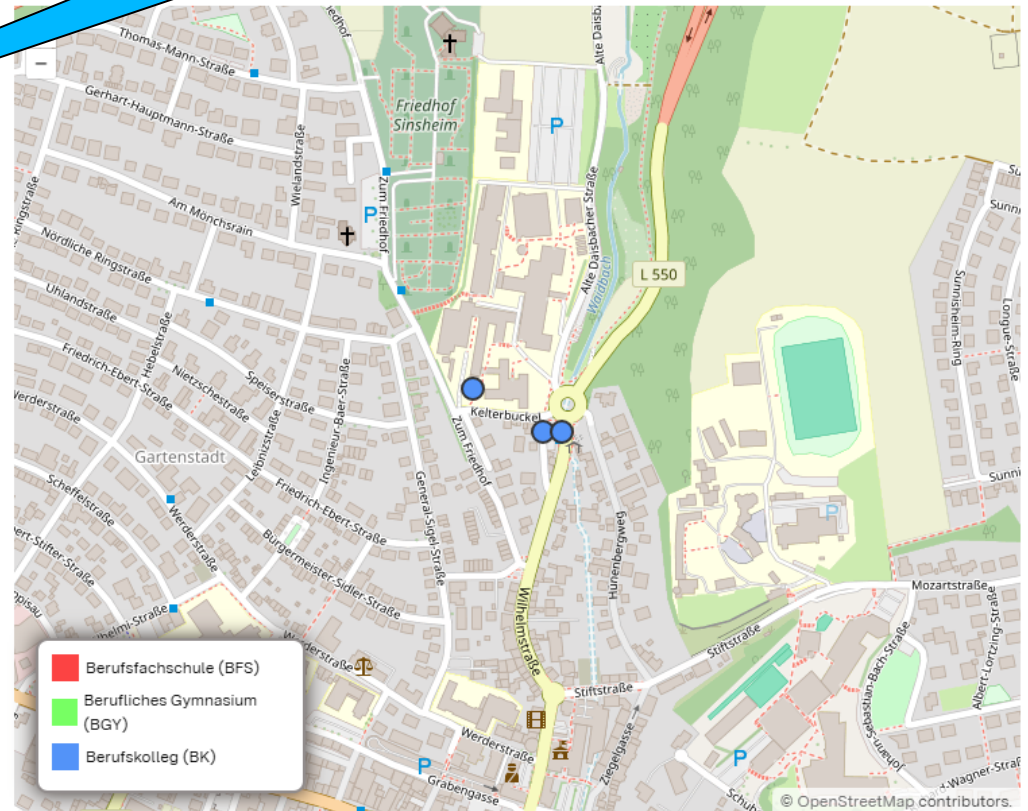 Thomas-Mann-Straße
Gerhart-Hauptmann-Straße
Wielandstraße
Friedhof
Sinsheim
P
Alte Daisbacher Straße
Am Mönchsrain
Zum Friedhof
P
Nördliche Ringstraße
Uhlandstraße
Waidbach
L 550
Sunnisheim-Ring
Longue-Straße
Hebelstraße
Friedrich-Ebert-Straße
Nietzschestraße
Speyererstraße
Ingenieur-Baer-Straße
Leibnizstraße
Kelterbuckel
Zum Friedhof
Gartenstadt
Scheffelstraße
Werderstraße
Friedrich-Ebert-Straße
General-Sigel-Straße
Bürgermeister-Sidler-Straße
Hunenbergweg
P
Mozartstraße
Wilhelmstraße
Stiftstraße
Stiftstraße
Johann-Sebastian-Bach-Straße
Albert-Lortzing-Straße
Werderstraße
Werderstraße
Ziegelgasse
Grabengasse
P
P
Berufsfachschule (BFS)
Berufliches Gymnasium
(BGY)
Berufskolleg (BK)
© OpenStreetMap contributors.